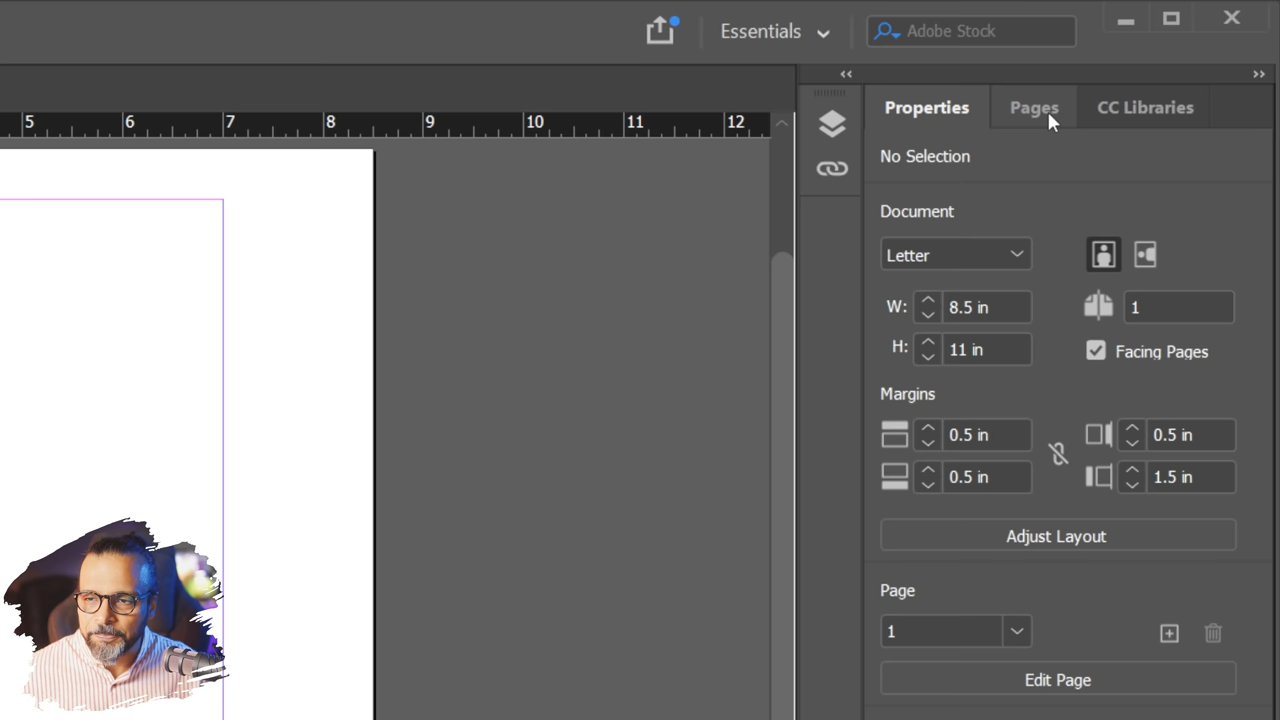 Essentials
Adobe Stock
5 6 7 8 9 10 11 12
Properties Pages CC Libraries
No Selection
Document
Letter
W: 8.5 in 1
H: 11 in Facing Pages
Margins
0.5 in 0.5 in
0.5 in 1.5 in
Adjust Layout
Page
1
Edit Page